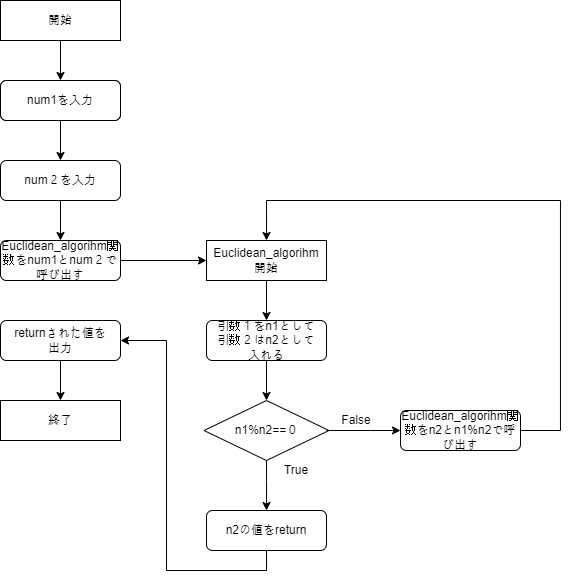 開始
num1を入力
num２を入力
Euclidean_algorihm関
数をnum1とnum２で
呼び出す
returnされた値を
出力
終了
Euclidean_algorihm
開始
引数１をn1として
引数２はn2として
入れる
n1%n2== 0
False
True
Euclidean_algorihm関
数をn2とn1%n2で呼
び出す
n2の値をreturn